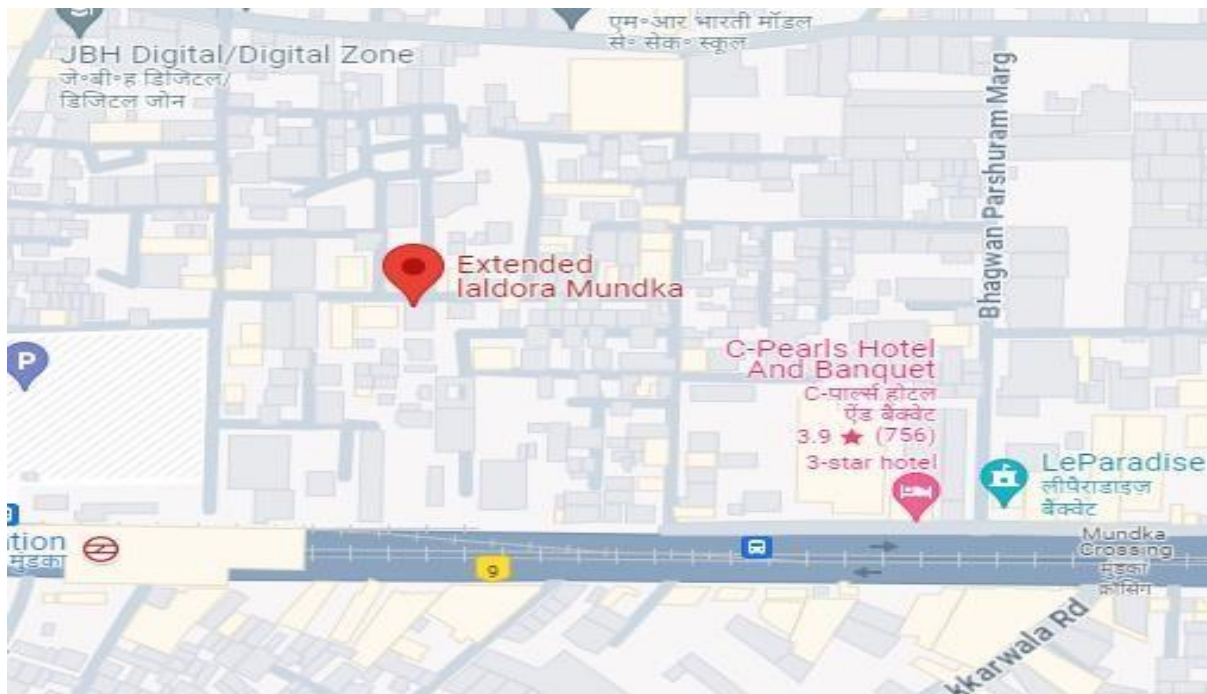 एम॰आर भारती मॉडल
से॰ सेक॰ स्कूल
JBH Digital/Digital Zone
जे॰बी॰ह डिजिटल/
डिजिटल जोन
Bhagwan Parshuram Marg
Extended
laldora Mundka
P
C-Pearls Hotel
And Banquet
C-पार्ल्स होटल
ऐंड बैंक्वेट
3.9 ★ (756)
3-star hotel
LeParadise
लीपैराडाइज
बैंक्वेट
ation
मुंडका
9
Mundka
Crossing
मुंडका
क्रॉसिंग
kkarwala Rd